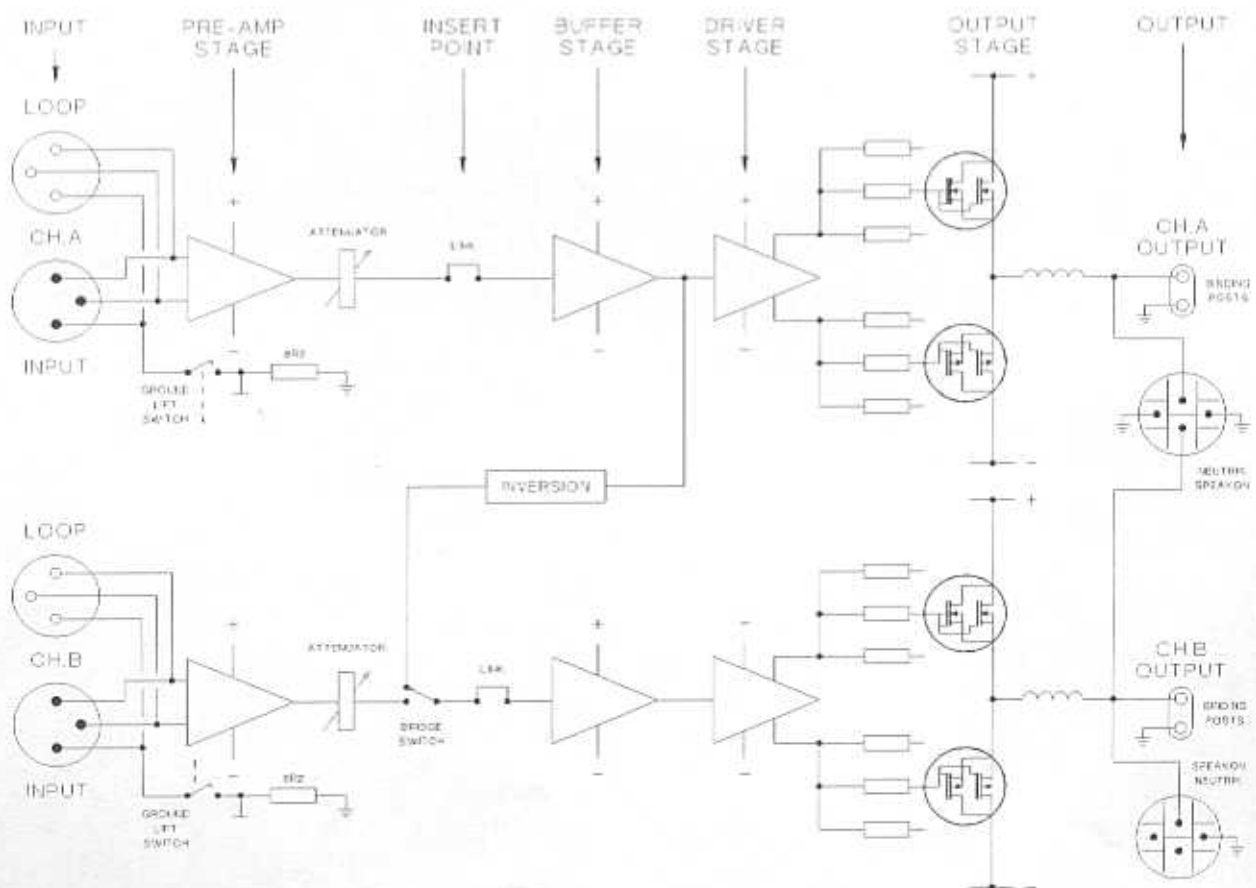 INPUT
PRE-AMP
STAGE
INSERT
POINT
BUFFER
STAGE
DRIVER
STAGE
OUTPUT
STAGE
OUTPUT
LOOP
+
CH.A
INPUT
+
-
ATTENUATOR
LINK
+
-
+
-
+
-
CH.A
OUTPUT
BINDING
POSTS
GROUND
LIFT
SWITCH
8R2
NEUTRIK
SPEAKON
INVERSION
+
LOOP
CH.B
INPUT
+
-
ATTENUATOR
BRIDGE
SWITCH
LINK
+
-
-
-
CH.B
OUTPUT
BINDING
POSTS
GROUND
LIFT
SWITCH
8R2
SPEAKON
NEUTRIK
-